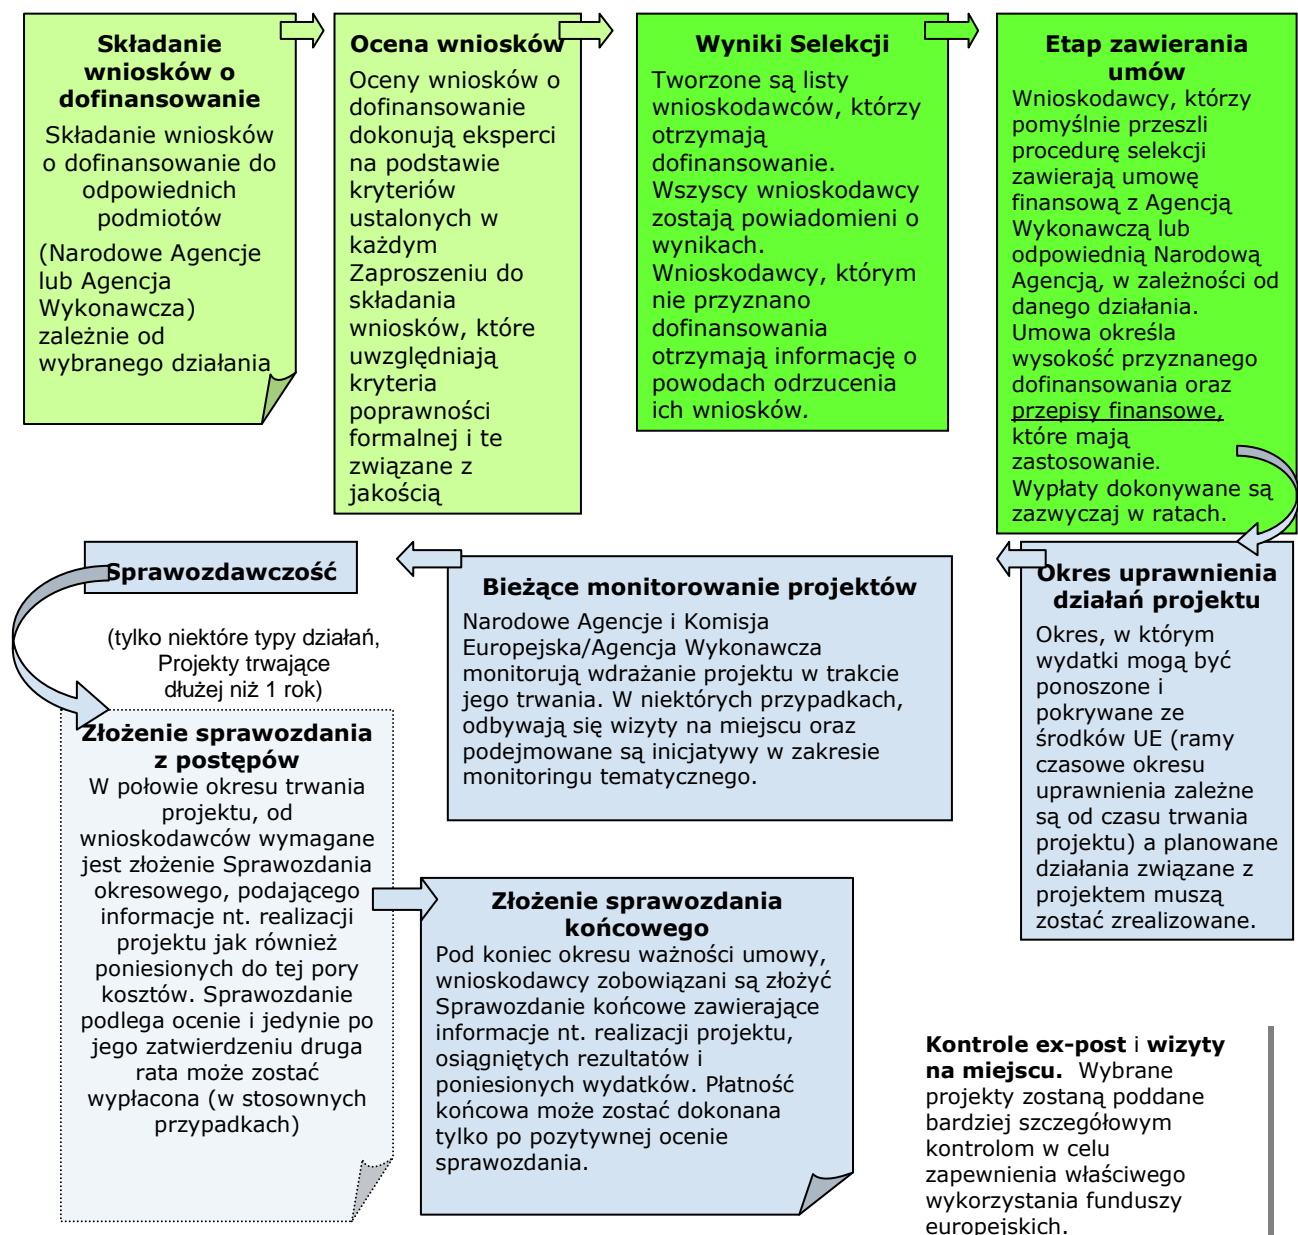 Składanie
wniosków o
dofinansowanie
Składanie wniosków
o dofinansowanie do
odpowiednich
podmiotów
(Narodowe Agencje
lub Agencja
Wykonawcza)
zależnie od
wybranego działania
Ocena wniosków
Oceny wniosków o
dofinansowanie
dokonują eksperci
na podstawie
kryteriów
ustalonych w
każdym
Zaproszeniu do
składania
wniosków, które
uwzględniają
kryteria
poprawności
formalnej i te
związane z
jakością
Wyniki Selekcji
Tworzone są listy
wnioskodawców, którzy
otrzymają
dofinansowanie.
Wszyscy wnioskodawcy
zostają powiadomieni o
wynikach.
Wnioskodawcy, którym
nie przyznano
dofinansowania
otrzymają informację o
powodach odrzucenia
ich wniosków.
Etap zawierania
umów
Wnioskodawcy, którzy
pomyślnie przeszli
procedurę selekcji
zawierają umowę
finansową z Agencją
Wykonawczą lub
odpowiednią Narodową
Agencją, w zależności od
danego działania.
Umowa określa
wysokość przyznanego
dofinansowania oraz
przepisy finansowe,
które mają
zastosowanie.
Wypłaty dokonywane są
zazwyczaj w ratach.
Okres uprawnienia
działań projektu
Okres, w którym
wydatki mogą być
ponoszone i
pokrywane ze
środków UE (ramy
czasowe okresu
uprawnienia zależne
są od czasu trwania
projektu) a planowane
działania związane z
projektem muszą
zostać zrealizowane.
Bieżące monitorowanie projektów
Narodowe Agencje i Komisja
Europejska/Agencja Wykonawcza
monitorują wdrażanie projektu w trakcie
jego trwania. W niektórych przypadkach,
odbywają się wizyty na miejscu oraz
podejmowane są inicjatywy w zakresie
monitoringu tematycznego.
Sprawozdawczość
(tylko niektóre typy działań,
Projekty trwające
dłużej niż 1 rok)
Złożenie sprawozdania
z postępów
W połowie okresu trwania
projektu, od
wnioskodawców wymagane
jest złożenie Sprawozdania
okresowego, podającego
informacje nt. realizacji
projektu jak również
poniesionych do tej pory
kosztów. Sprawozdanie
podlega ocenie i jedynie po
jego zatwierdzeniu druga
rata może zostać
wypłacona (w stosownych
przypadkach)
Złożenie sprawozdania
końcowego
Pod koniec okresu ważności umowy,
wnioskodawcy zobowiązani są złożyć
Sprawozdanie końcowe zawierające
informacje nt. realizacji projektu,
osiągniętych rezultatów i
poniesionych wydatków. Płatność
końcowa może zostać dokonana
tylko po pozytywnej ocenie
sprawozdania.
Kontrole ex-post i wizyty
na miejscu. Wybrane
projekty zostaną poddane
bardziej szczegółowym
kontrolom w celu
zapewnienia właściwego
wykorzystania funduszy
europejskich.